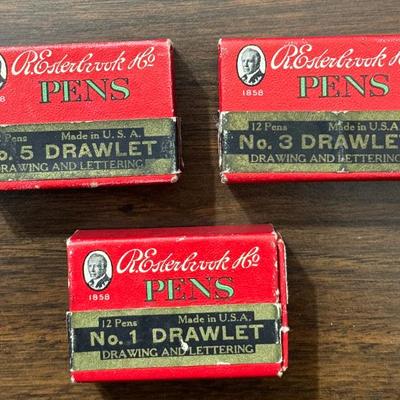 R. Esterbrook & Co
PENS
1858
Pens Made in U.S.A.
No. 5 DRAWLET
DRAWING AND LETTERING
R. Esterbrook & Co
PENS
1858
12 Pens Made in U.S.A.
No. 3 DRAWLET
DRAWING AND LETTERING
R. Esterbrook & Co
PENS
1858
12 Pens Made in U.S.A.
No. 1 DRAWLET
DRAWING AND LETTERING